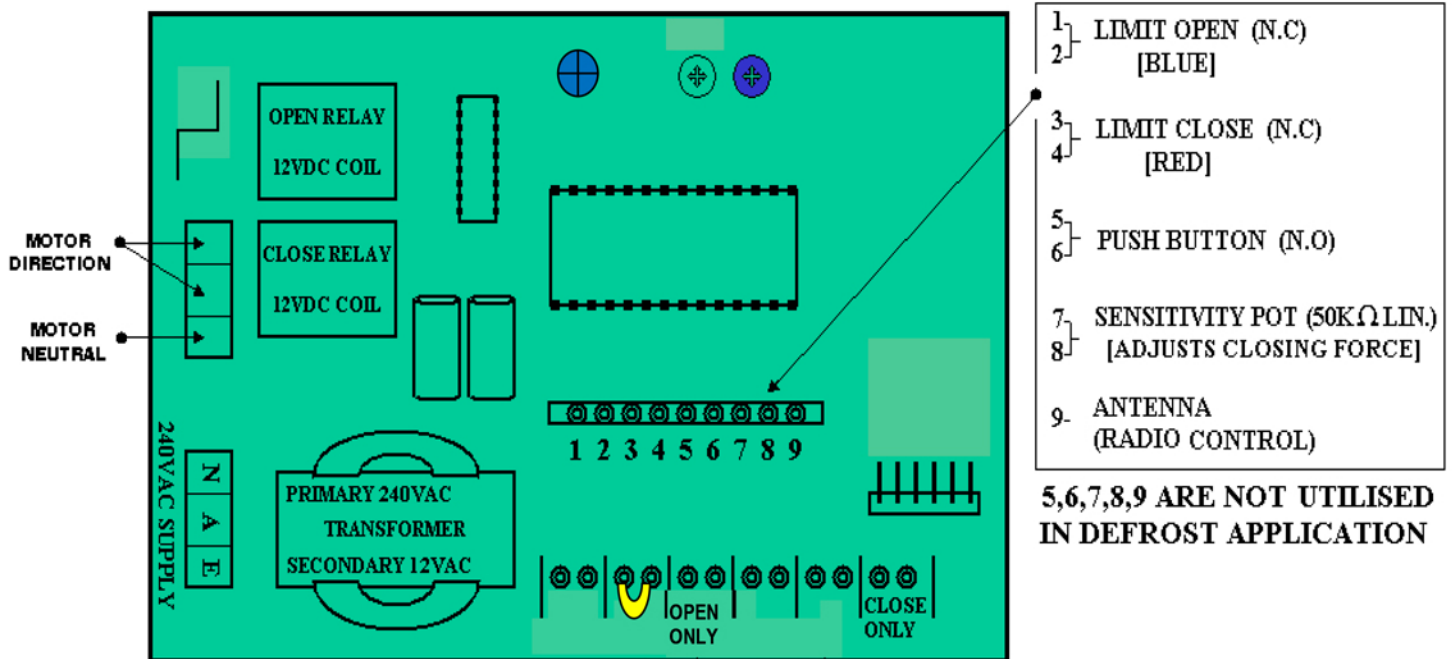 OPEN RELAY
12VDC COIL
CLOSE RELAY
12VDC COIL
MOTOR
DIRECTION
MOTOR
NEUTRAL
240VAC SUPPLY
N
A
E
PRIMARY 240VAC
TRANSFORMER
SECONDARY 12VAC
1 2 3 4 5 6 7 8 9
OPEN
ONLY
CLOSE
ONLY
1
2
LIMIT OPEN (N.C)
[BLUE]
3
4
LIMIT CLOSE (N.C)
[RED]
5
6
PUSH BUTTON (N.O)
7
8
SENSITIVITY POT (50KΩ LIN.)
[ADJUSTS CLOSING FORCE]
9- ANTENNA
(RADIO CONTROL)
5,6,7,8,9 ARE NOT UTILISED
IN DEFROST APPLICATION